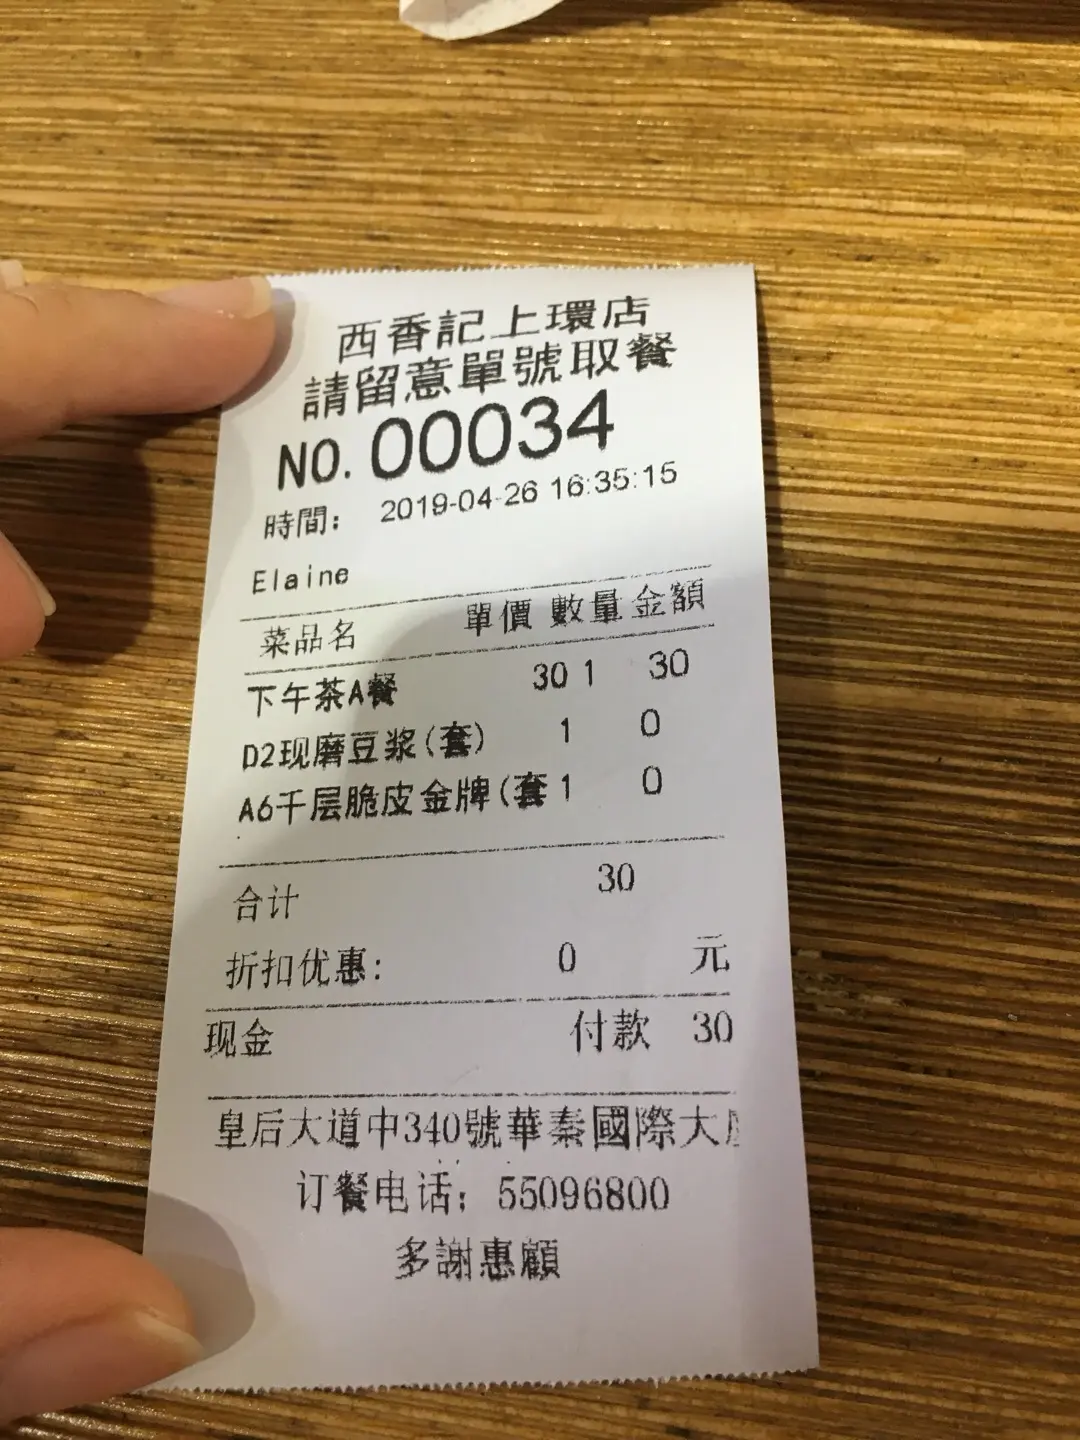 西香記上環店
請留意單號取餐
NO. 00034
時間： 2019-04-26 16:35:15
Elaine
菜品名 單價 數量 金額
下午茶A餐 30 1 30
D2现磨豆浆(套) 1 0
A6千层脆皮金牌(套 1 0
合计 30
折扣优惠: 0 元
现金 付款 30
皇后大道中340號華秦國際大
订餐电话: 55096800
多謝惠顧